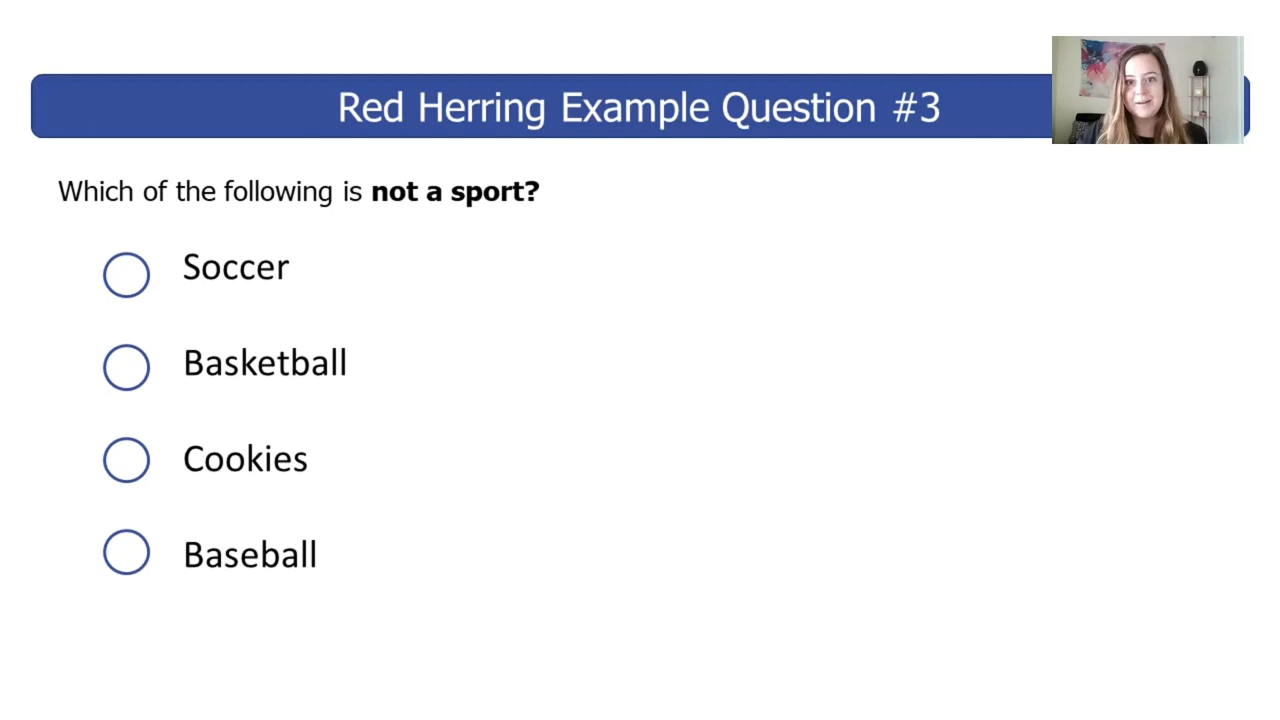 Red Herring Example Question #3
Which of the following is not a sport?
Soccer
Basketball
Cookies
Baseball